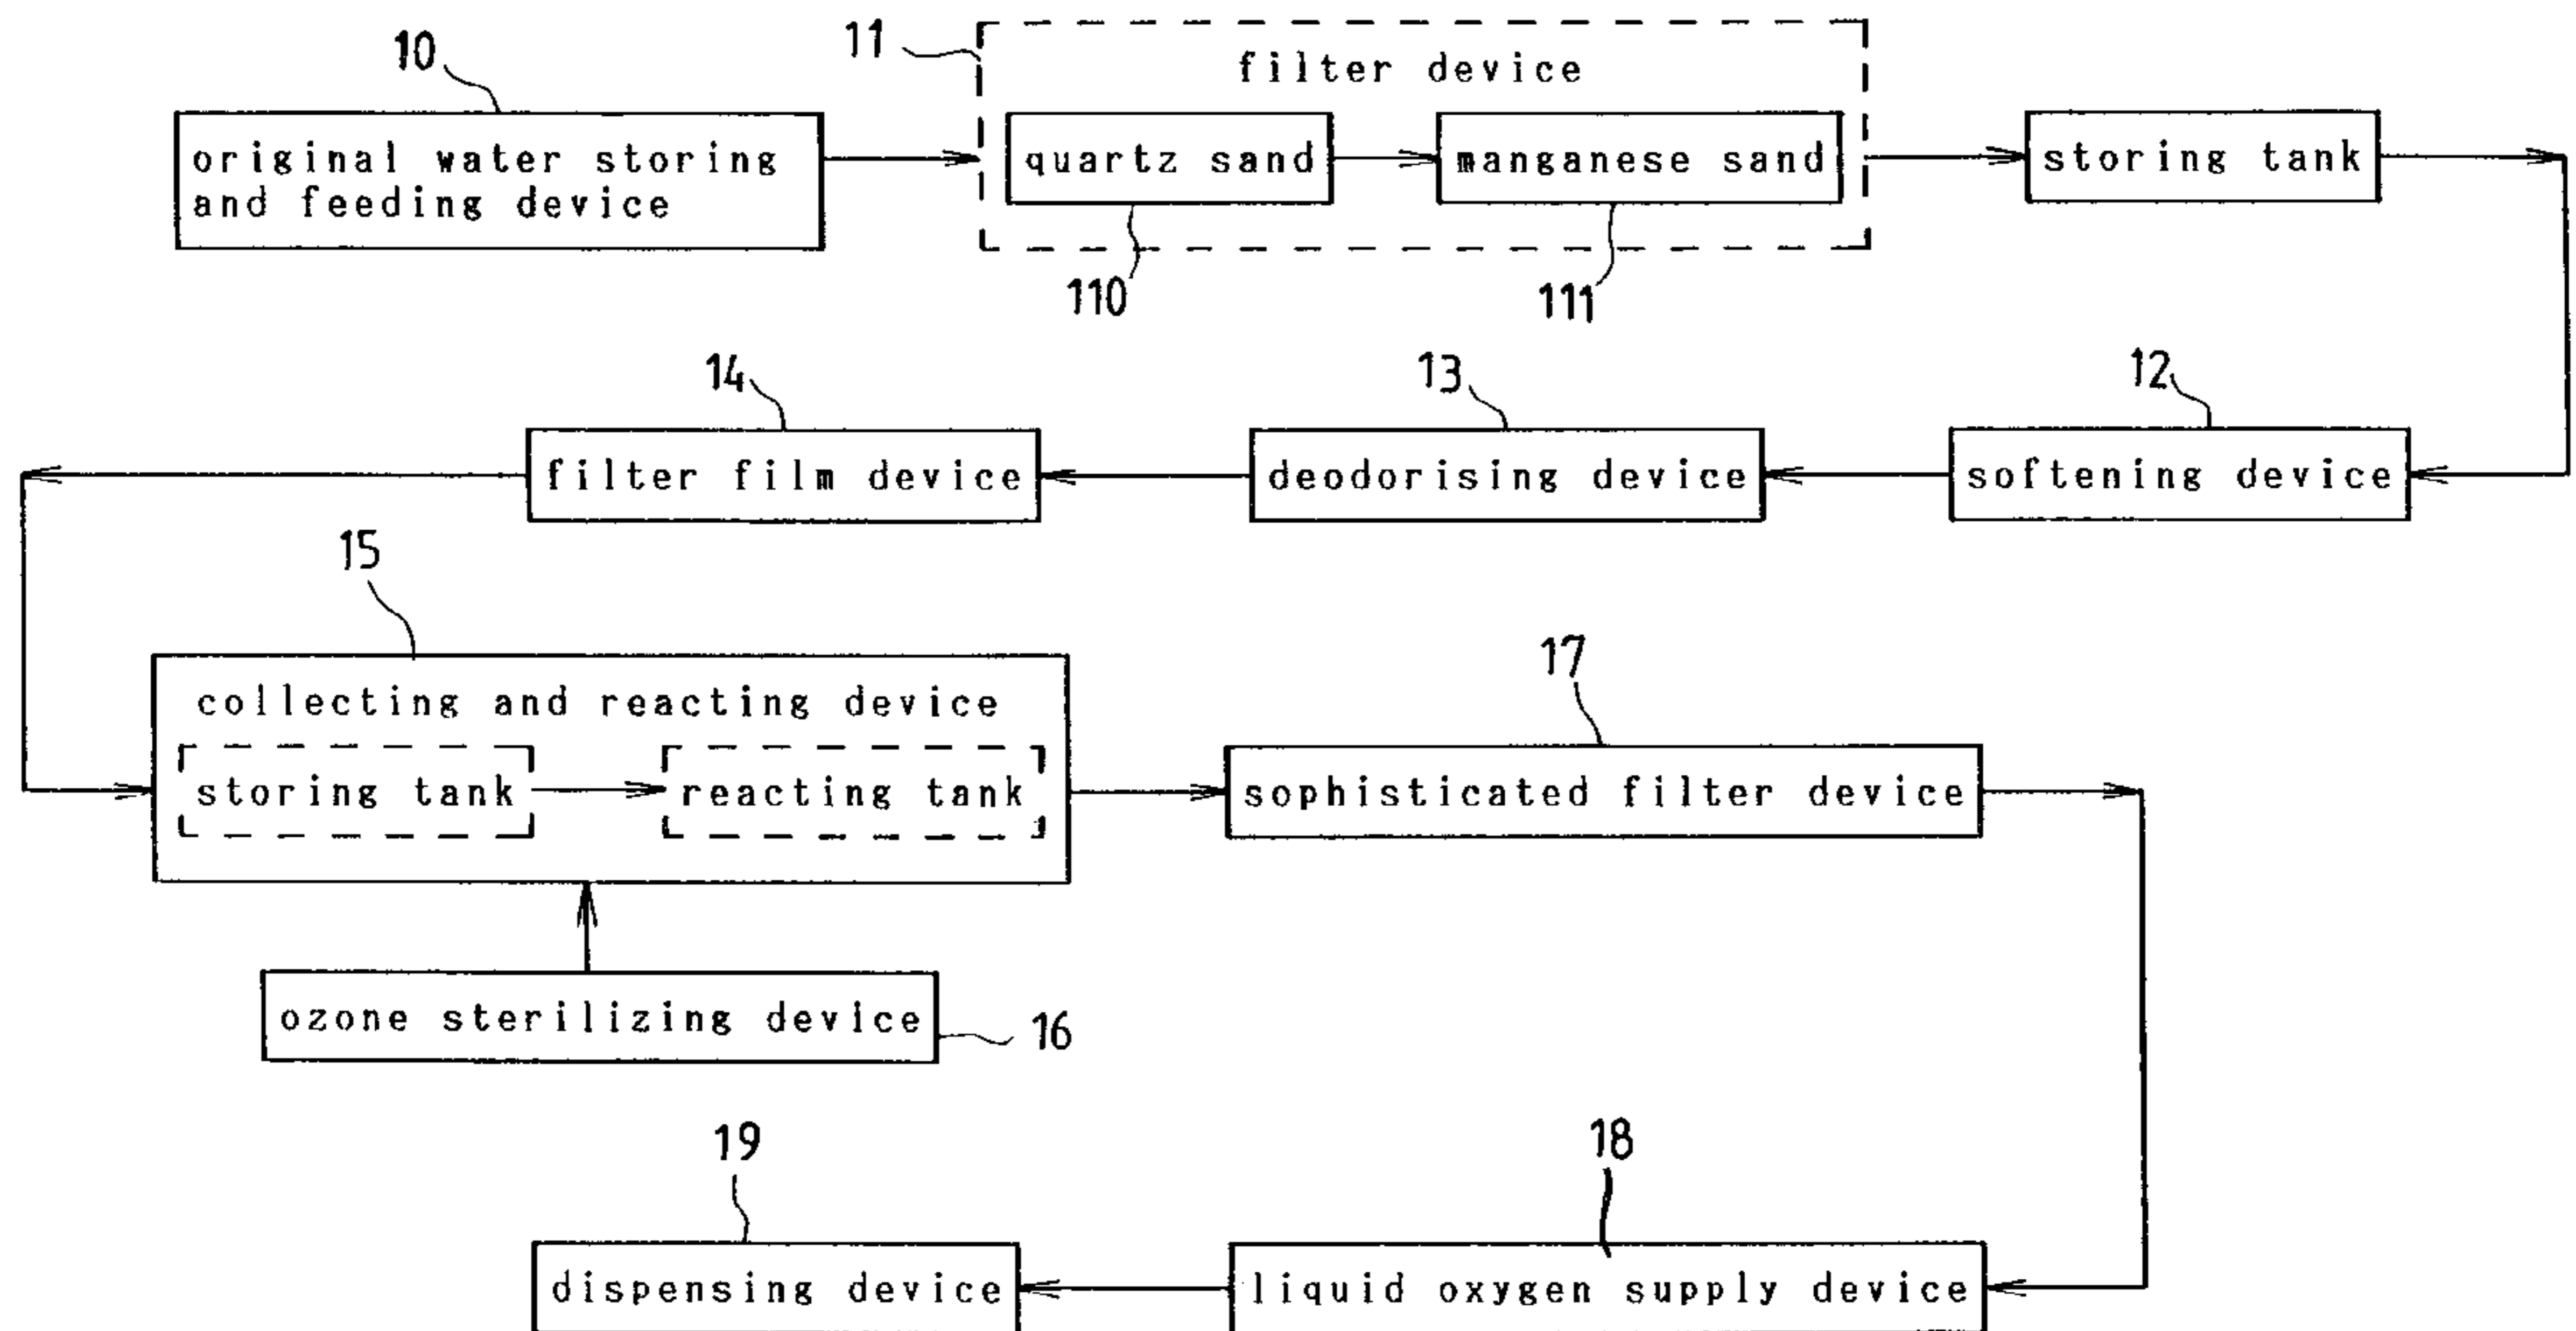 10
11
filter device
original water storing
and feeding device
quartz sand
manganese sand
storing tank
110
111
14
13
12
filter film device
deodorising device
softening device
15
17
collecting and reacting device
storing tank
reacting tank
sophisticated filter device
ozone sterilizing device
16
19
18
dispensing device
liquid oxygen supply device